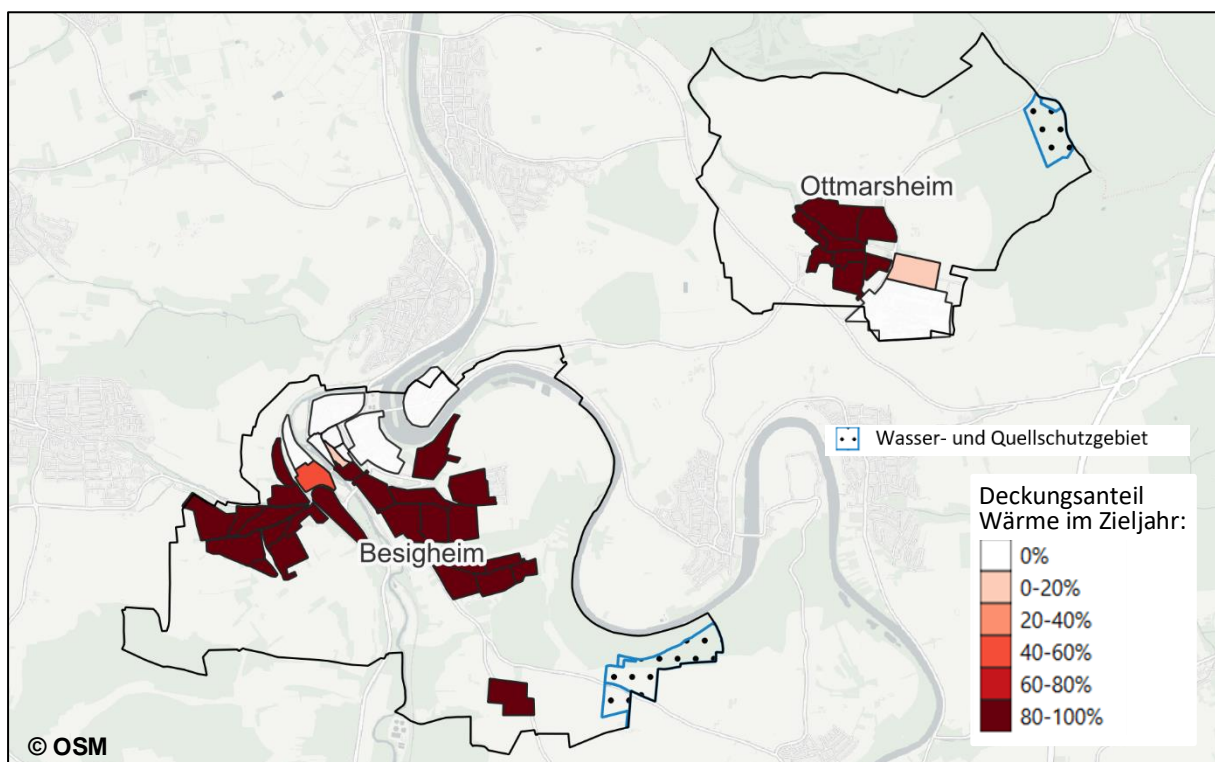 Ottmarsheim
Wasser- und Quellschutzgebiet
Deckungsanteil
Wärme im Zieljahr:
0%
0-20%
20-40%
40-60%
60-80%
80-100%
Besigheim
© OSM